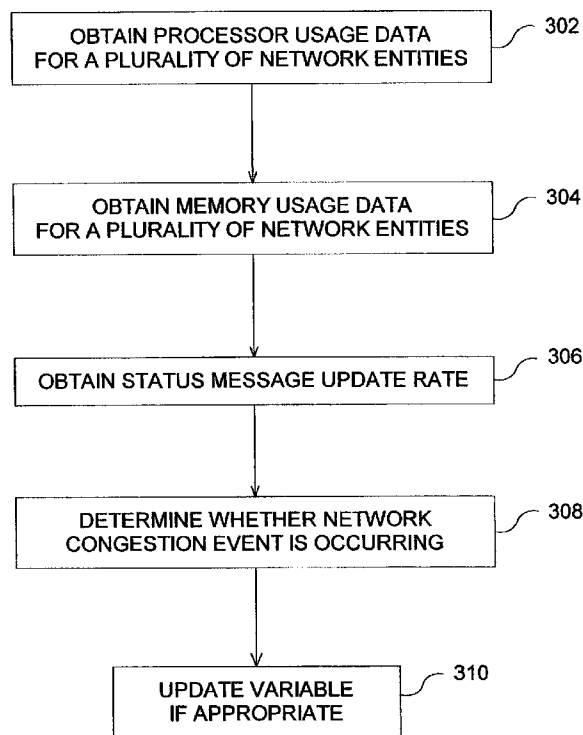 OBTAIN PROCESSOR USAGE DATA
FOR A PLURALITY OF NETWORK ENTITIES
302
OBTAIN MEMORY USAGE DATA
FOR A PLURALITY OF NETWORK ENTITIES
304
OBTAIN STATUS MESSAGE UPDATE RATE
306
DETERMINE WHETHER NETWORK
CONGESTION EVENT IS OCCURRING
308
UPDATE VARIABLE
IF APPROPRIATE
310